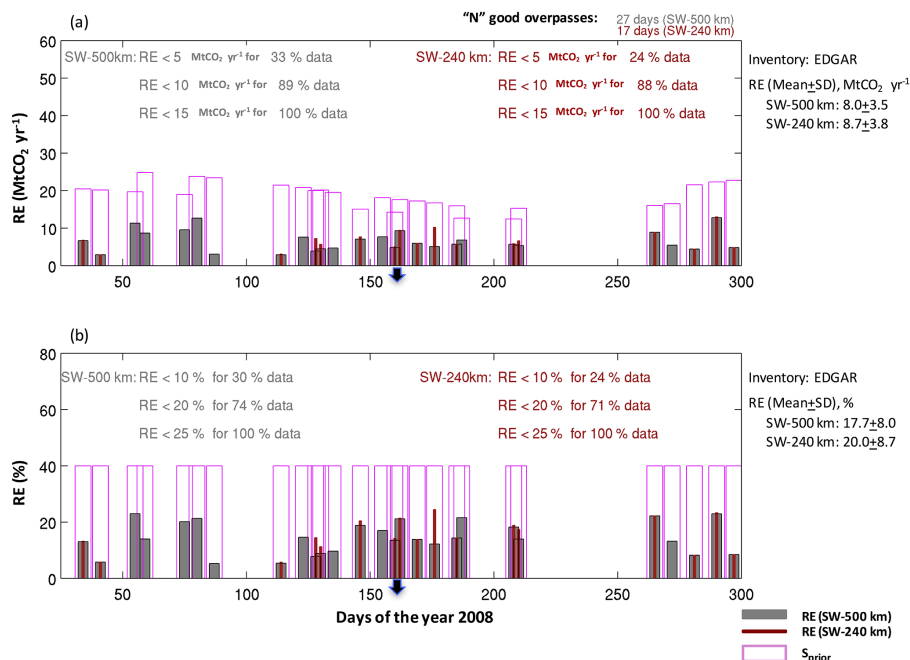 (a)
"N" good overpasses: 27 days (SW-500 km)
17 days (SW-240 km)
60
50
40
30
20
10
0
RE (MtCO₂ yr⁻¹)
SW-500km: RE < 5 MtCO₂ yr⁻¹ for 33 % data
RE < 10 MtCO₂ yr⁻¹ for 89 % data
RE < 15 MtCO₂ yr⁻¹ for 100 % data
SW-240 km: RE < 5 MtCO₂ yr⁻¹ for 24 % data
RE < 10 MtCO₂ yr⁻¹ for 88 % data
RE < 15 MtCO₂ yr⁻¹ for 100 % data
Inventory: EDGAR
RE (Mean±SD), MtCO₂ yr⁻¹
SW-500 km: 8.0±3.5
SW-240 km: 8.7±3.8
50 100 150 200 250 300
(b)
80
60
40
20
0
RE (%)
SW-500 km: RE < 10 % for 30 % data
RE < 20 % for 74 % data
RE < 25 % for 100 % data
SW-240km: RE < 10 % for 24 % data
RE < 20 % for 71 % data
RE < 25 % for 100 % data
Inventory: EDGAR
RE (Mean±SD), %
SW-500 km: 17.7±8.0
SW-240 km: 20.0±8.7
50 100 150 200 250 300
Days of the year 2008
RE (SW-500 km)
RE (SW-240 km)
Sprior